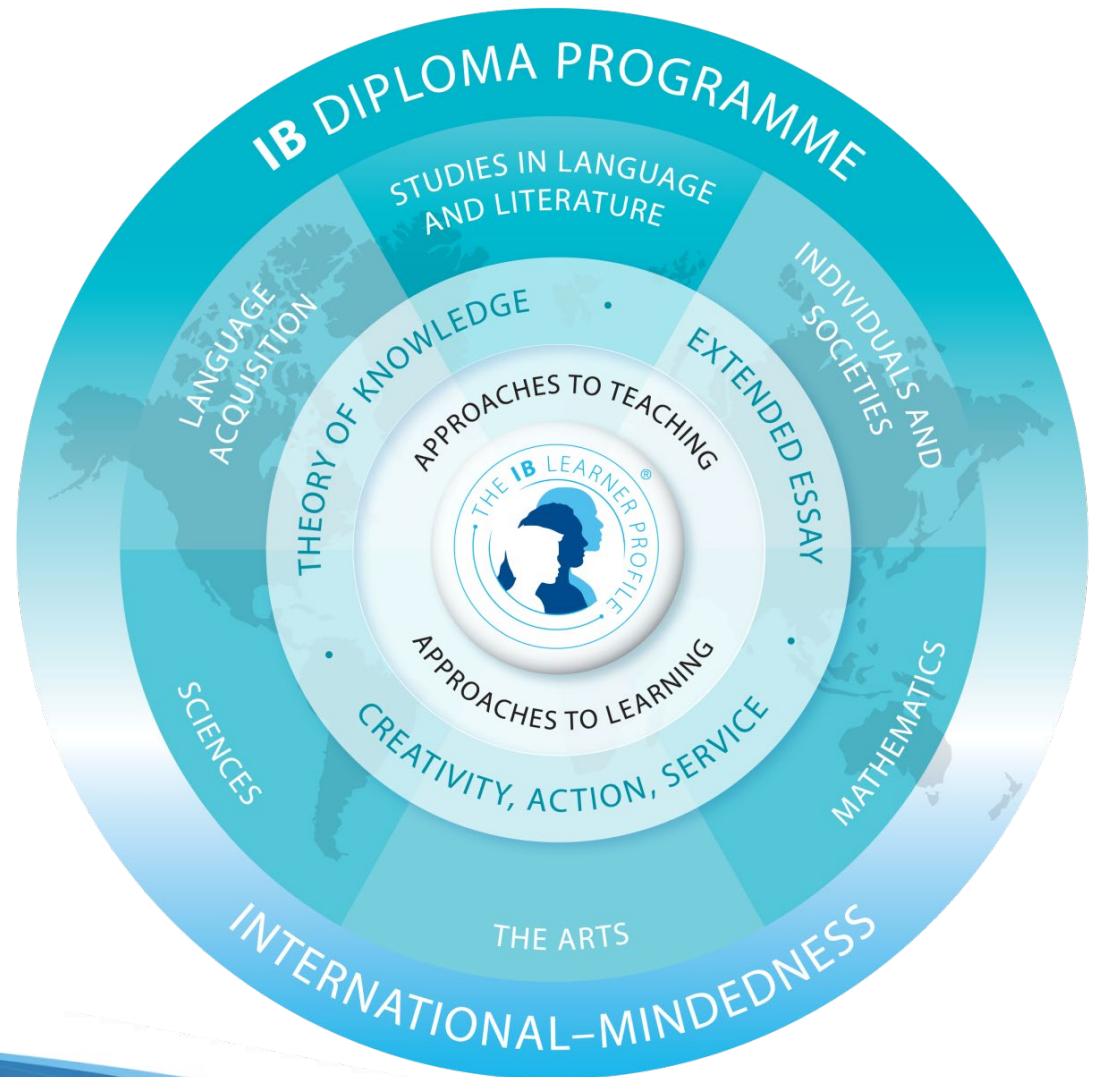 IB DIPLOMA PROGRAMME
STUDIES IN LANGUAGE
AND LITERATURE
LANGUAGE
ACQUISITION
INDIVIDUALS AND
SOCIETIES
THEORY OF KNOWLEDGE •
EXTENDED ESSAY •
APPROACHES TO TEACHING
THE IB LEARNER PROFILE ®
APPROACHES TO LEARNING
• CREATIVITY, ACTION, SERVICE
SCIENCES
MATHEMATICS
THE ARTS
INTERNATIONAL–MINDEDNESS